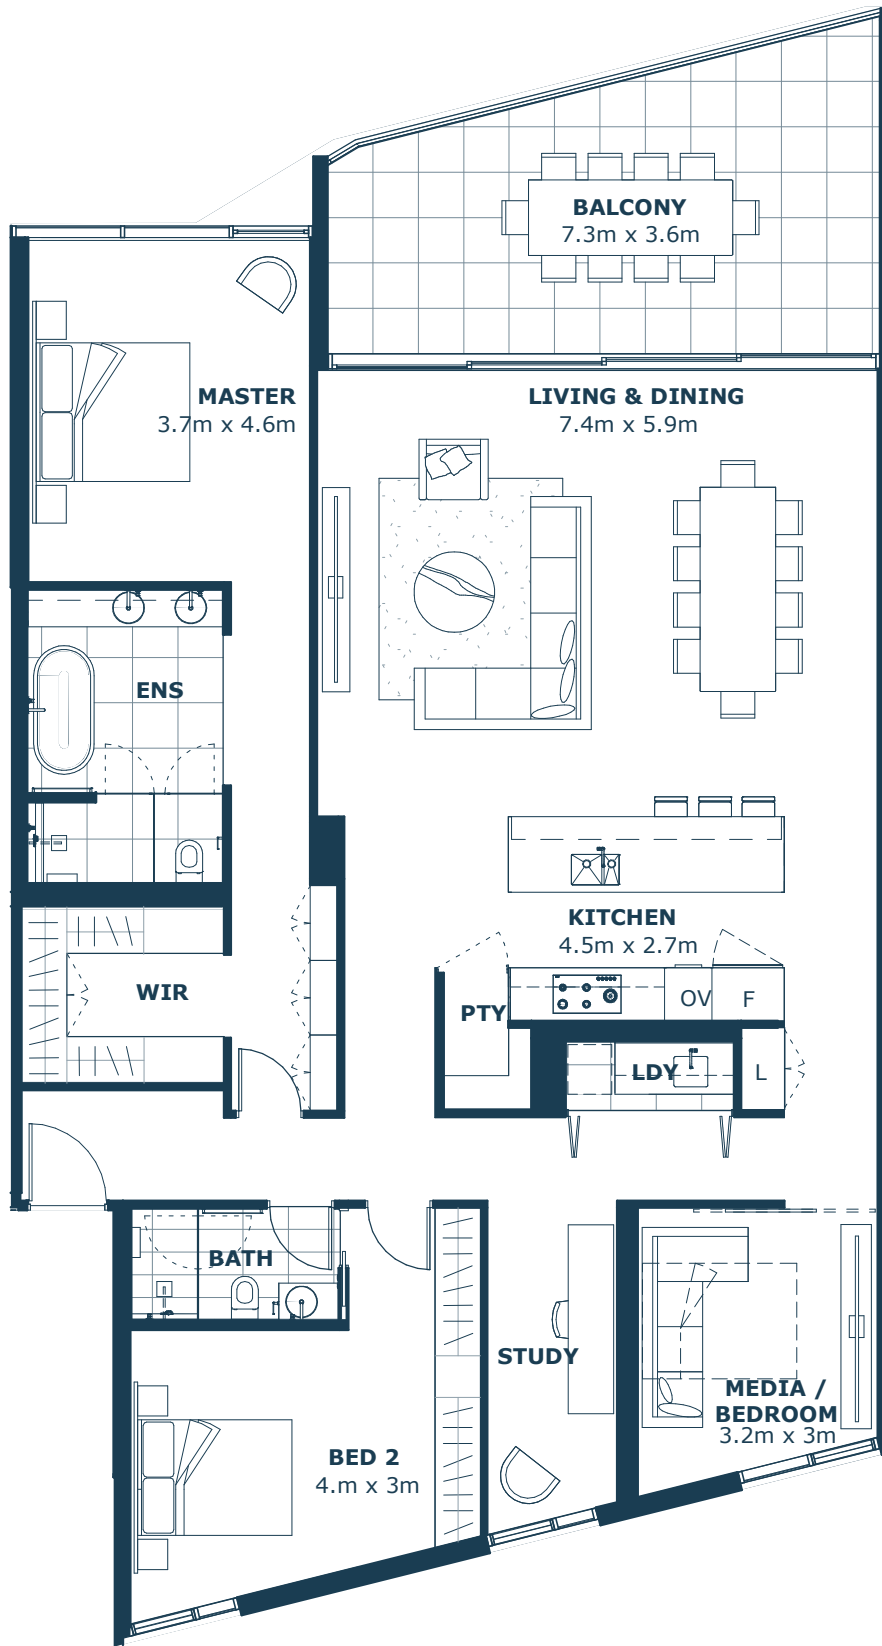 BALCONY
7.3m x 3.6m
MASTER
3.7m x 4.6m
LIVING & DINING
7.4m x 5.9m
ENS
KITCHEN
4.5m x 2.7m
WIR
PTY
OV
F
LDY
L
BATH
STUDY
MEDIA /
BEDROOM
3.2m x 3m
BED 2
4.m x 3m